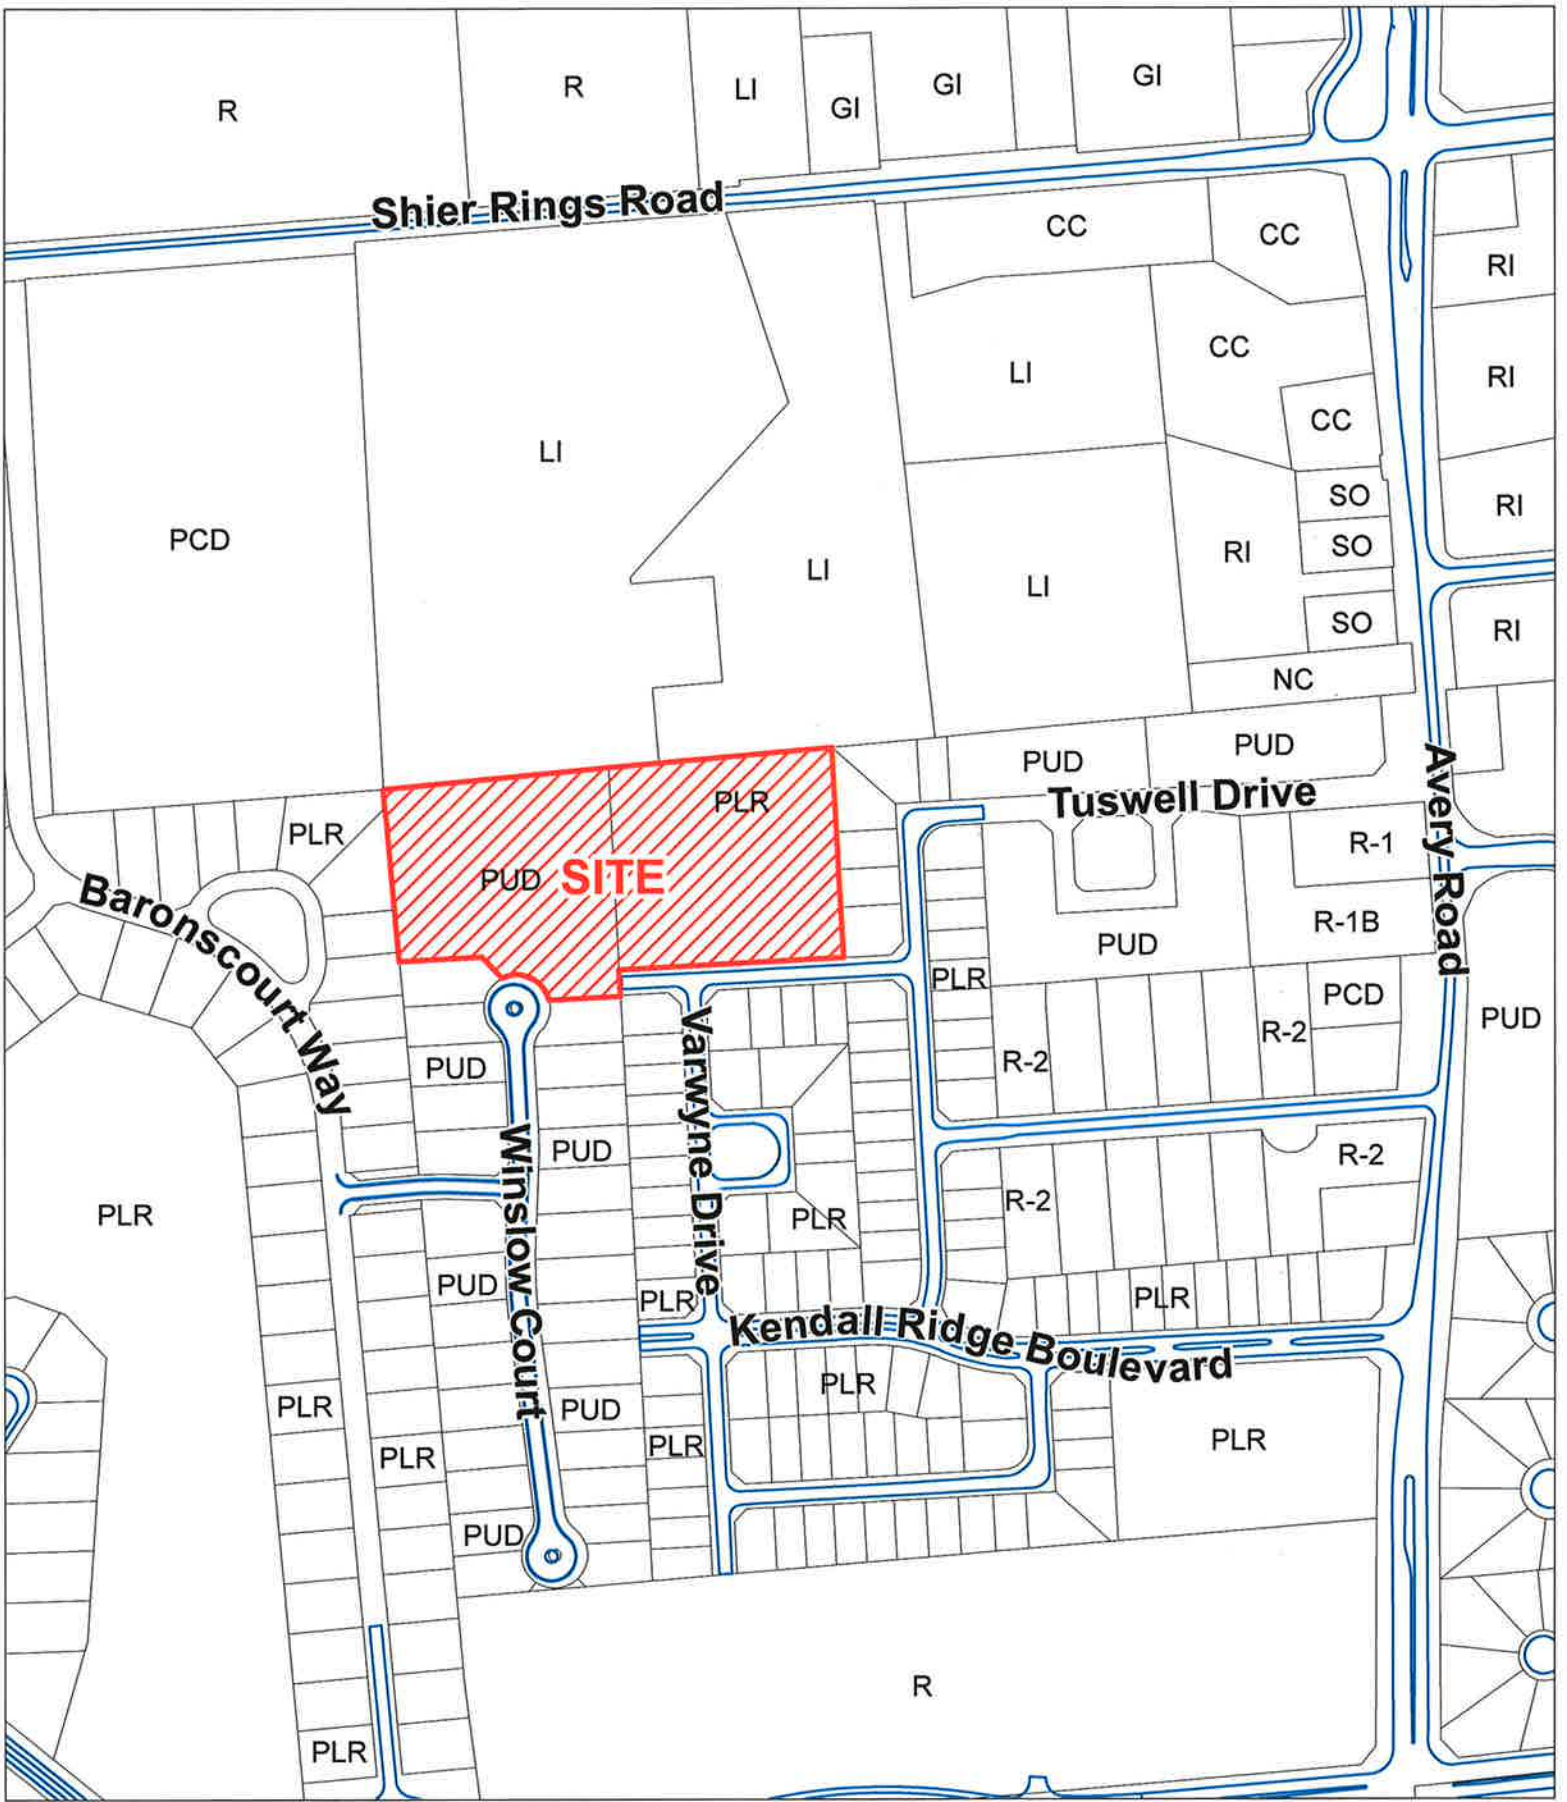 R
R
LI
GI
GI
GI
Shier Rings Road
CC
CC
RI
LI
CC
RI
CC
LI
SO
RI
PCD
LI
LI
RI
SO
SO
RI
NC
PUD
PUD
Tuswell Drive
Avery Road
PLR
PLR
R-1
PUD
SITE
Baronscourt Way
R-1B
PUD
PLR
PCD
R-2
PUD
R-2
PUD
Varwyne Drive
Winslow Court
PUD
R-2
R-2
PLR
PLR
PUD
PLR
PLR
Kendall Ridge Boulevard
PLR
PLR
PUD
PLR
PLR
PLR
PUD
R
PLR